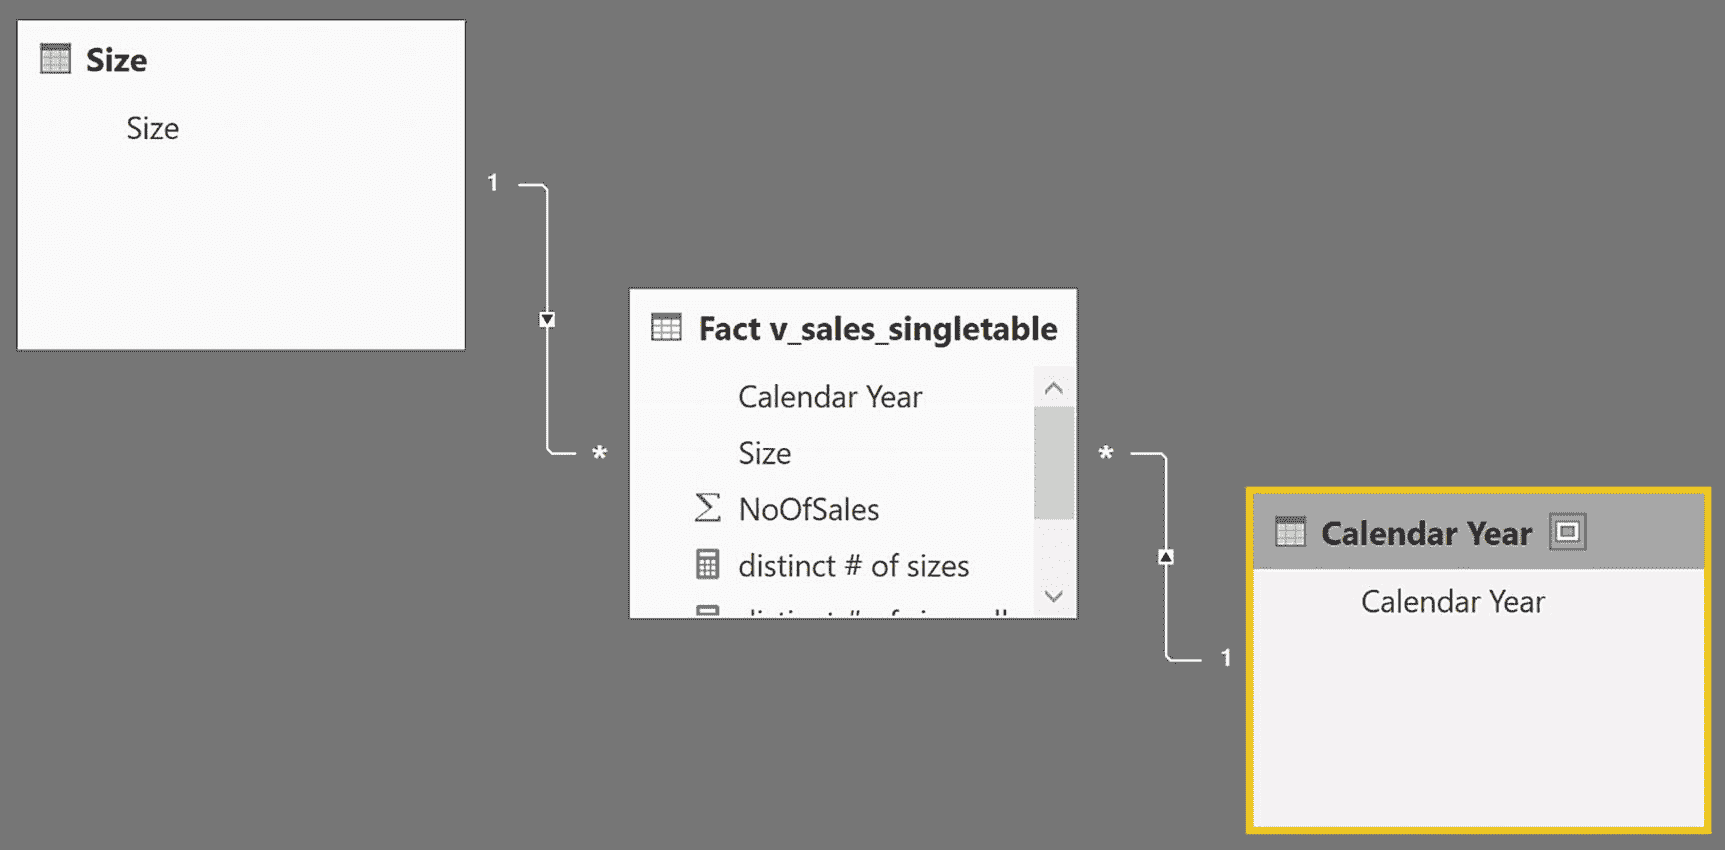 Size
Size
1
*
Fact v_sales_singletable
Calendar Year
Size
NoOfSales
distinct # of sizes
*
1
Calendar Year
Calendar Year